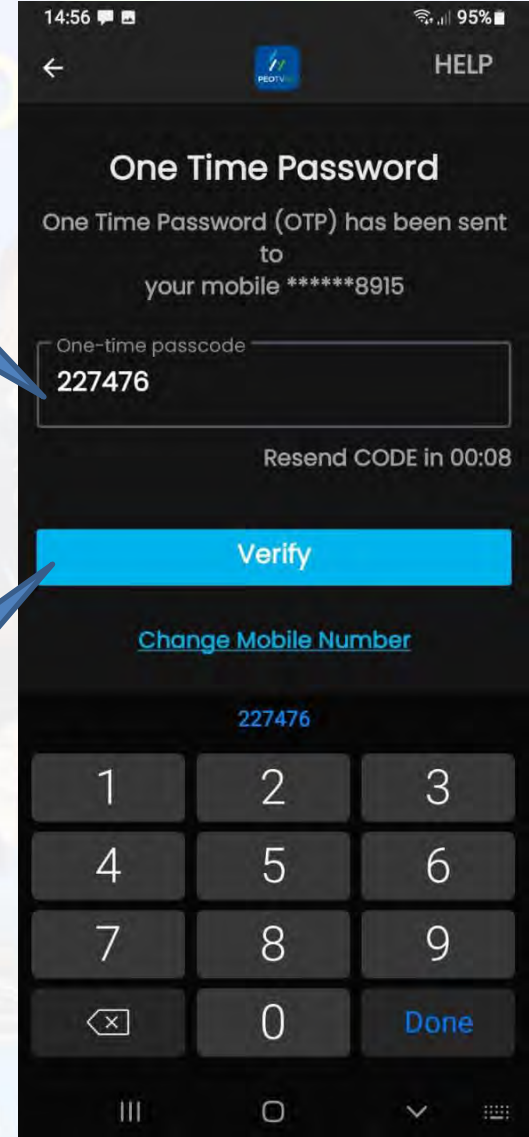 14:56 95%
HELP
PEOTV
One Time Password
One Time Password (OTP) has been sent
to
your mobile ******8915
One-time passcode
227476
Resend CODE in 00:08
Verify
Change Mobile Number
227476
1 2 3
4 5 6
7 8 9
0 Done